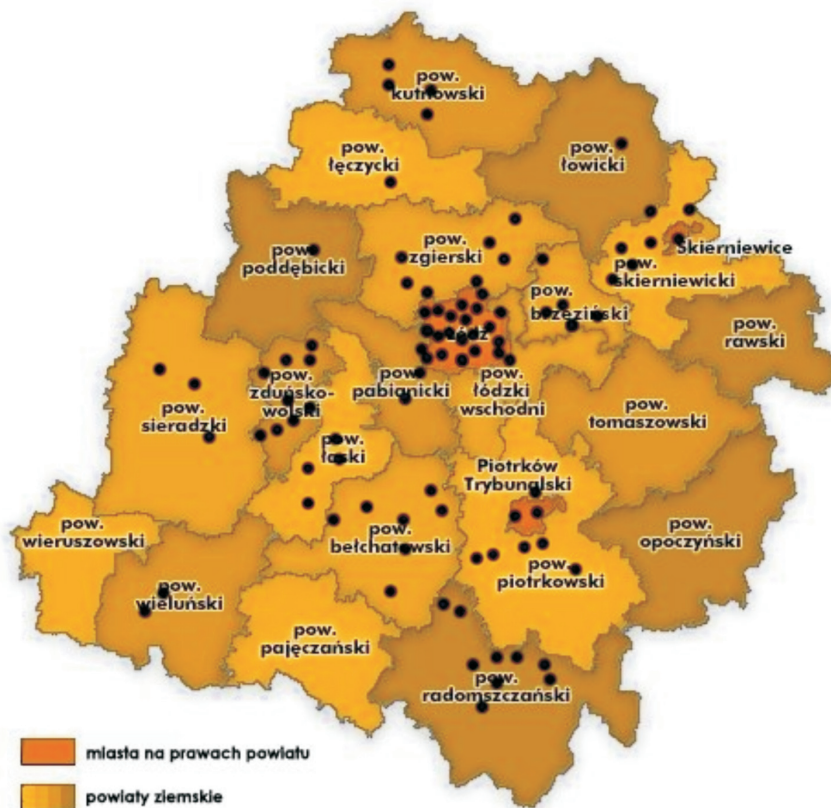 pow.
kutnowski
pow.
łęczycki
pow.
łowicki
pow.
poddębicki
pow.
zgierski
Skierniewice
pow.
skierniewicki
pow.
brzeziński
pow.
rawski
Łódź
pow.
sieradzki
pow.
zduńsko-
wolski
pow.
pabianicki
pow.
łódzki
wschodni
pow.
tomaszowski
pow.
łaski
Piotrków
Trybunalski
pow.
wieruszowski
pow.
bełchatowski
pow.
opoczyński
pow.
piotrkowski
pow.
wieluński
pow.
pajęczański
pow.
radomszczański
miasta na prawach powiatu
powiaty ziemskie